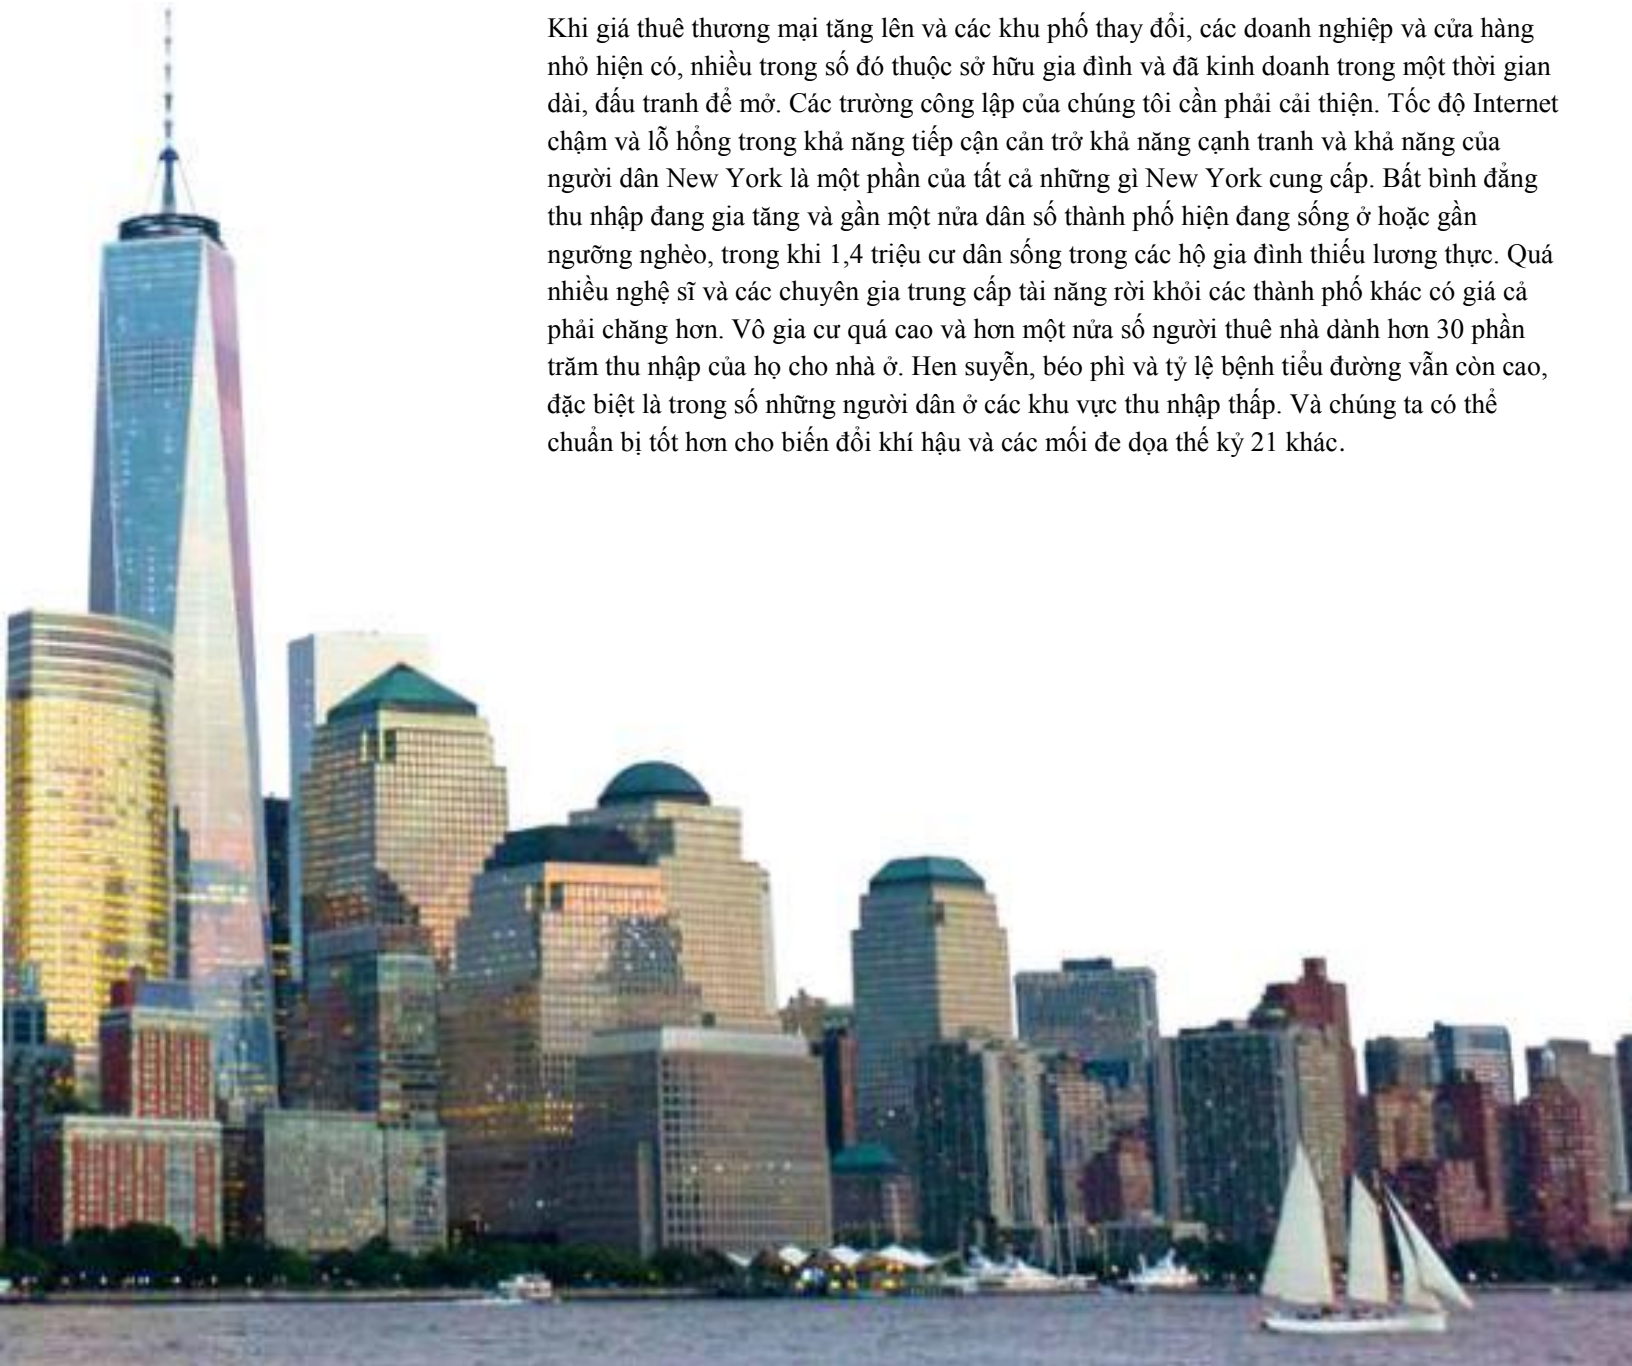 Khi giá thuê thương mại tăng lên và các khu phố thay đổi, các doanh nghiệp và cửa hàng
nhỏ hiện có, nhiều trong số đó thuộc sở hữu gia đình và đã kinh doanh trong một thời gian
dài, đấu tranh để mở. Các trường công lập của chúng tôi cần phải cải thiện. Tốc độ Internet
chậm và lỗ hổng trong khả năng tiếp cận cản trở khả năng cạnh tranh và khả năng của
người dân New York là một phần của tất cả những gì New York cung cấp. Bất bình đẳng
thu nhập đang gia tăng và gần một nửa dân số thành phố hiện đang sống ở hoặc gần
ngưỡng nghèo, trong khi 1,4 triệu cư dân sống trong các hộ gia đình thiếu lương thực. Quá
nhiều nghệ sĩ và các chuyên gia trung cấp tài năng rời khỏi các thành phố khác có giá cả
phải chăng hơn. Vô gia cư quá cao và hơn một nửa số người thuê nhà dành hơn 30 phần
trăm thu nhập của họ cho nhà ở. Hen suyễn, béo phì và tỷ lệ bệnh tiểu đường vẫn còn cao,
đặc biệt là trong số những người dân ở các khu vực thu nhập thấp. Và chúng ta có thể
chuẩn bị tốt hơn cho biến đổi khí hậu và các mối đe dọa thế kỷ 21 khác.